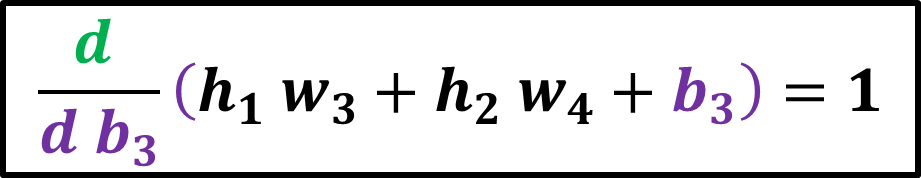 d/(d b₃) (h₁ w₃ + h₂ w₄ + b₃) = 1